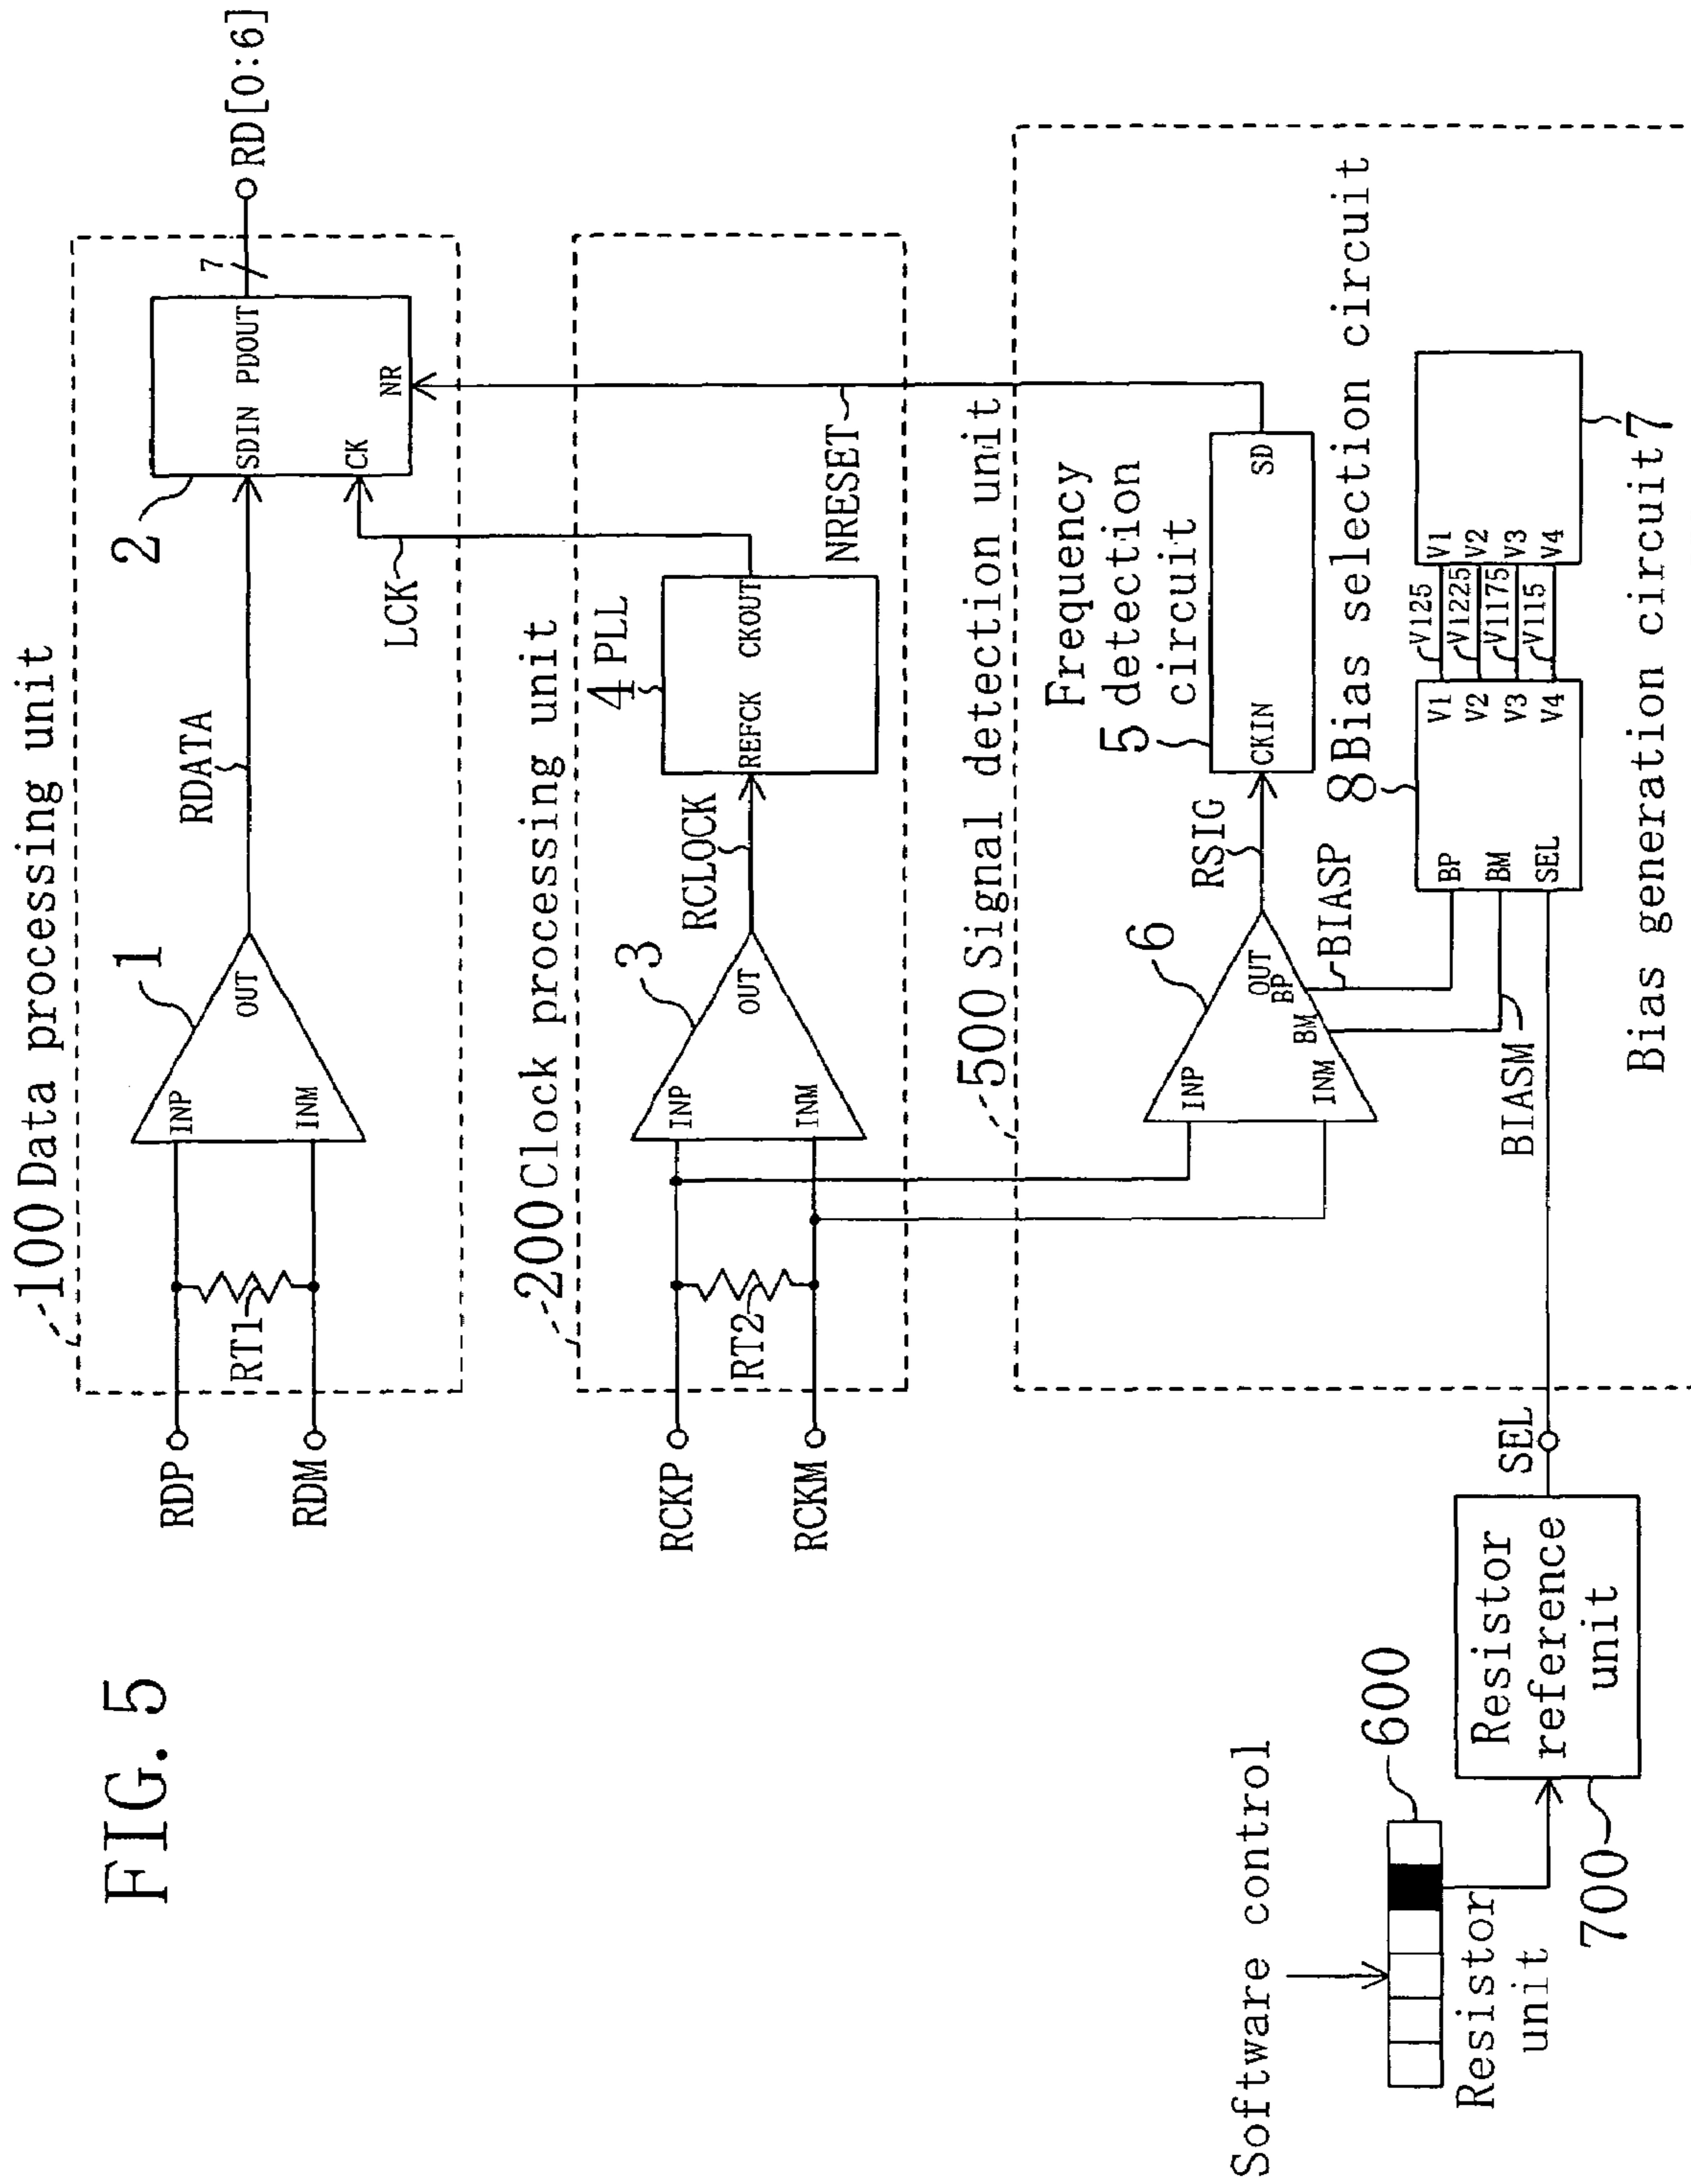 FIG. 5
100 Data processing unit
RDP
RDM
RT1
INP
INM
OUT
1
RDATA
2
SDIN PDOUT
CK
NR
7
RD[0:6]
LCK
200 Clock processing unit
RCKP
RCKM
RT2
INP
INM
OUT
3
RCLOCK
4 PLL
REFCK CKOUT
NRESET
500 Signal detection unit
INP
INM
OUT
BP
BM
6
RSIG
Frequency
5 detection
circuit
CKIN
SD
BIASP
BIASM
8 Bias selection circuit
BP
BM
SEL
V1
V2
V3
V4
V125
V1225
V1175
V115
V1
V2
V3
V4
Bias generation circuit 7
SEL
Software control
600
Resistor
unit
Resistor
reference
unit
700